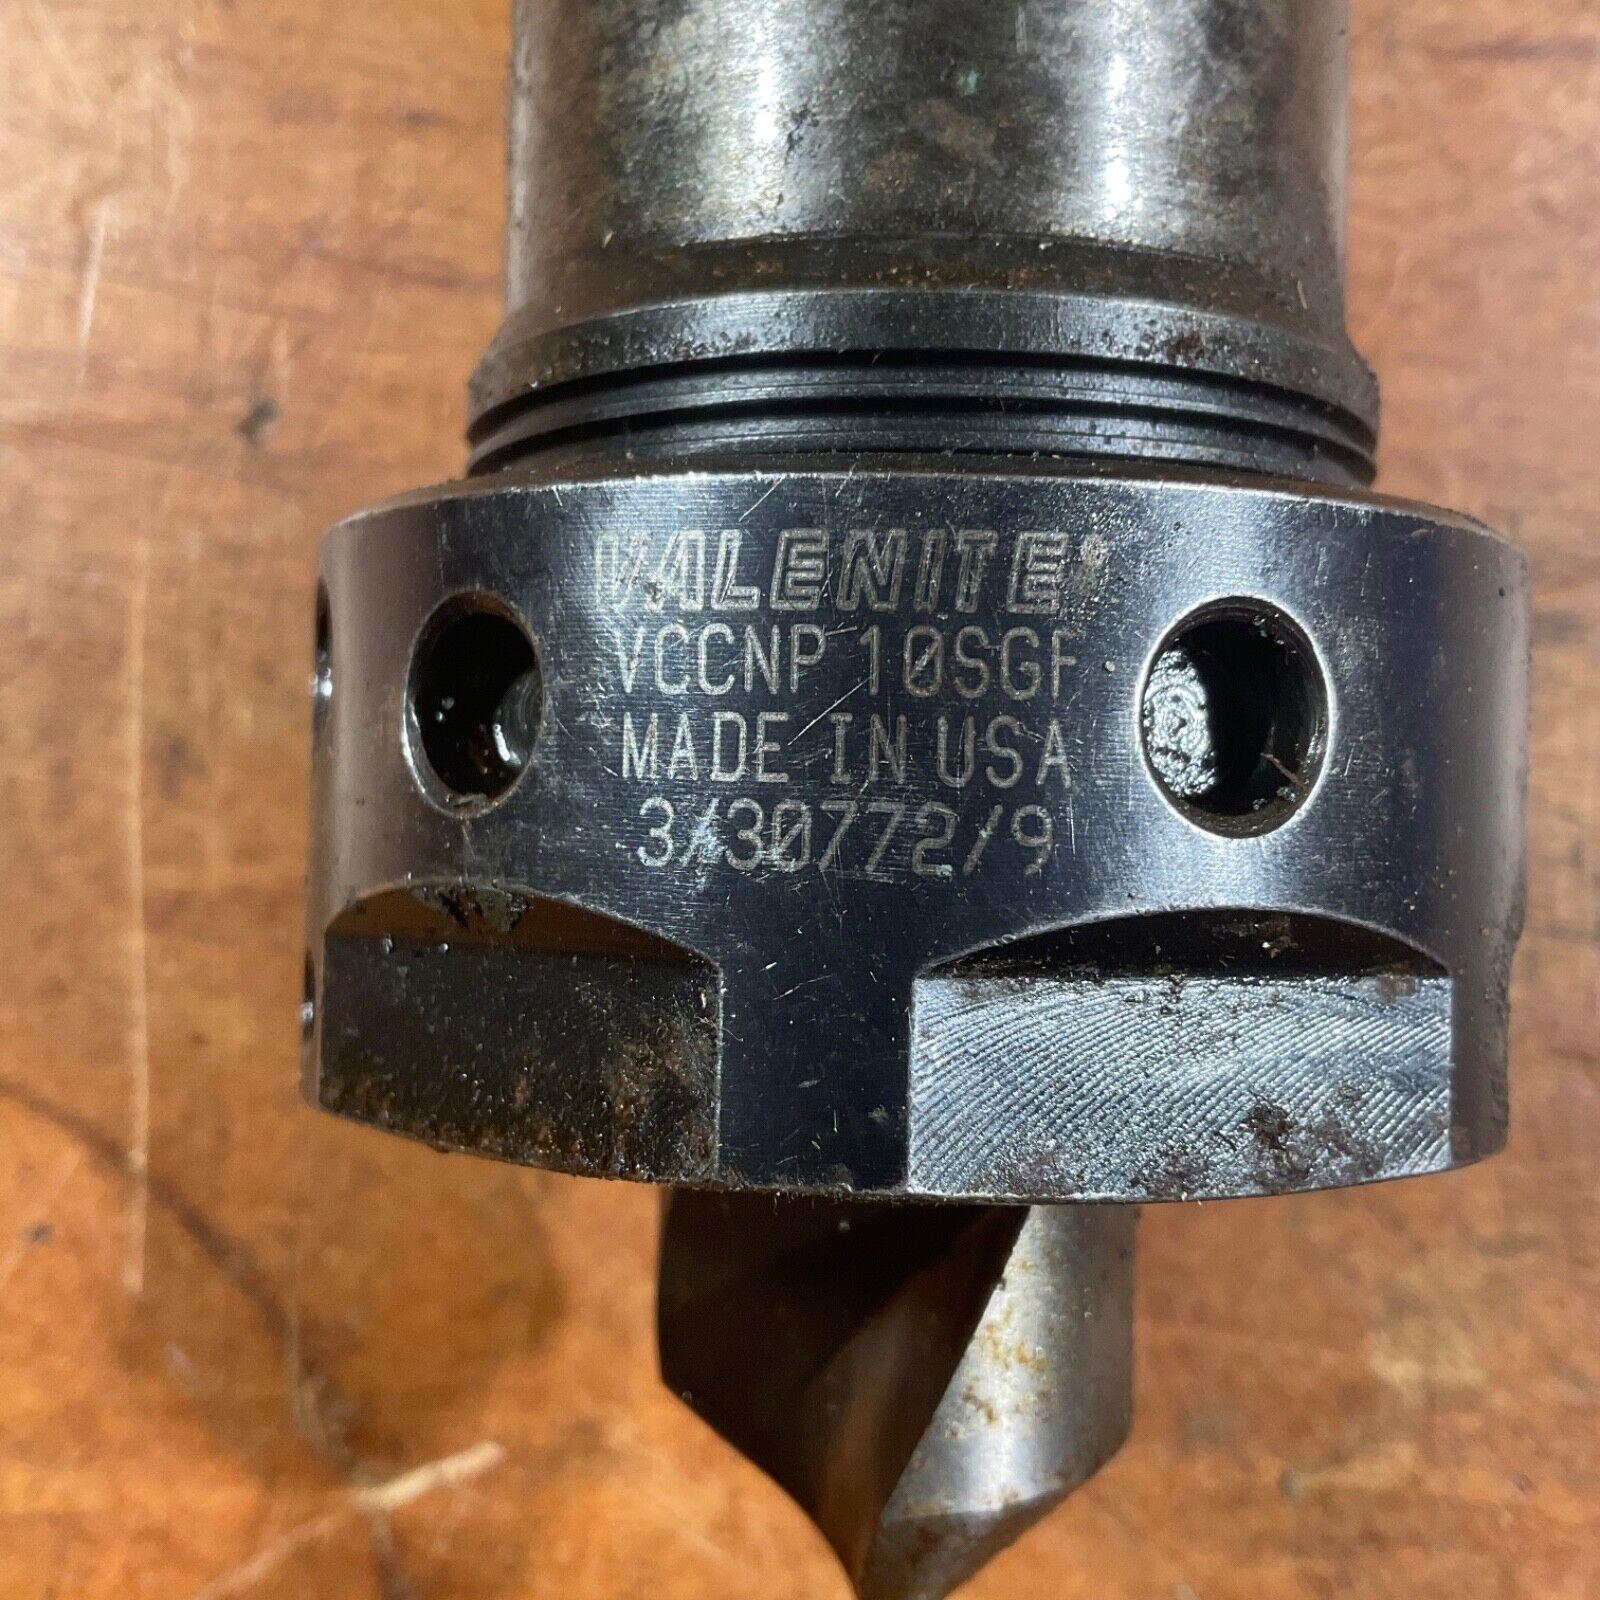 VALENITE®
VCCNP 10SGF
MADE IN USA
3/30772/9